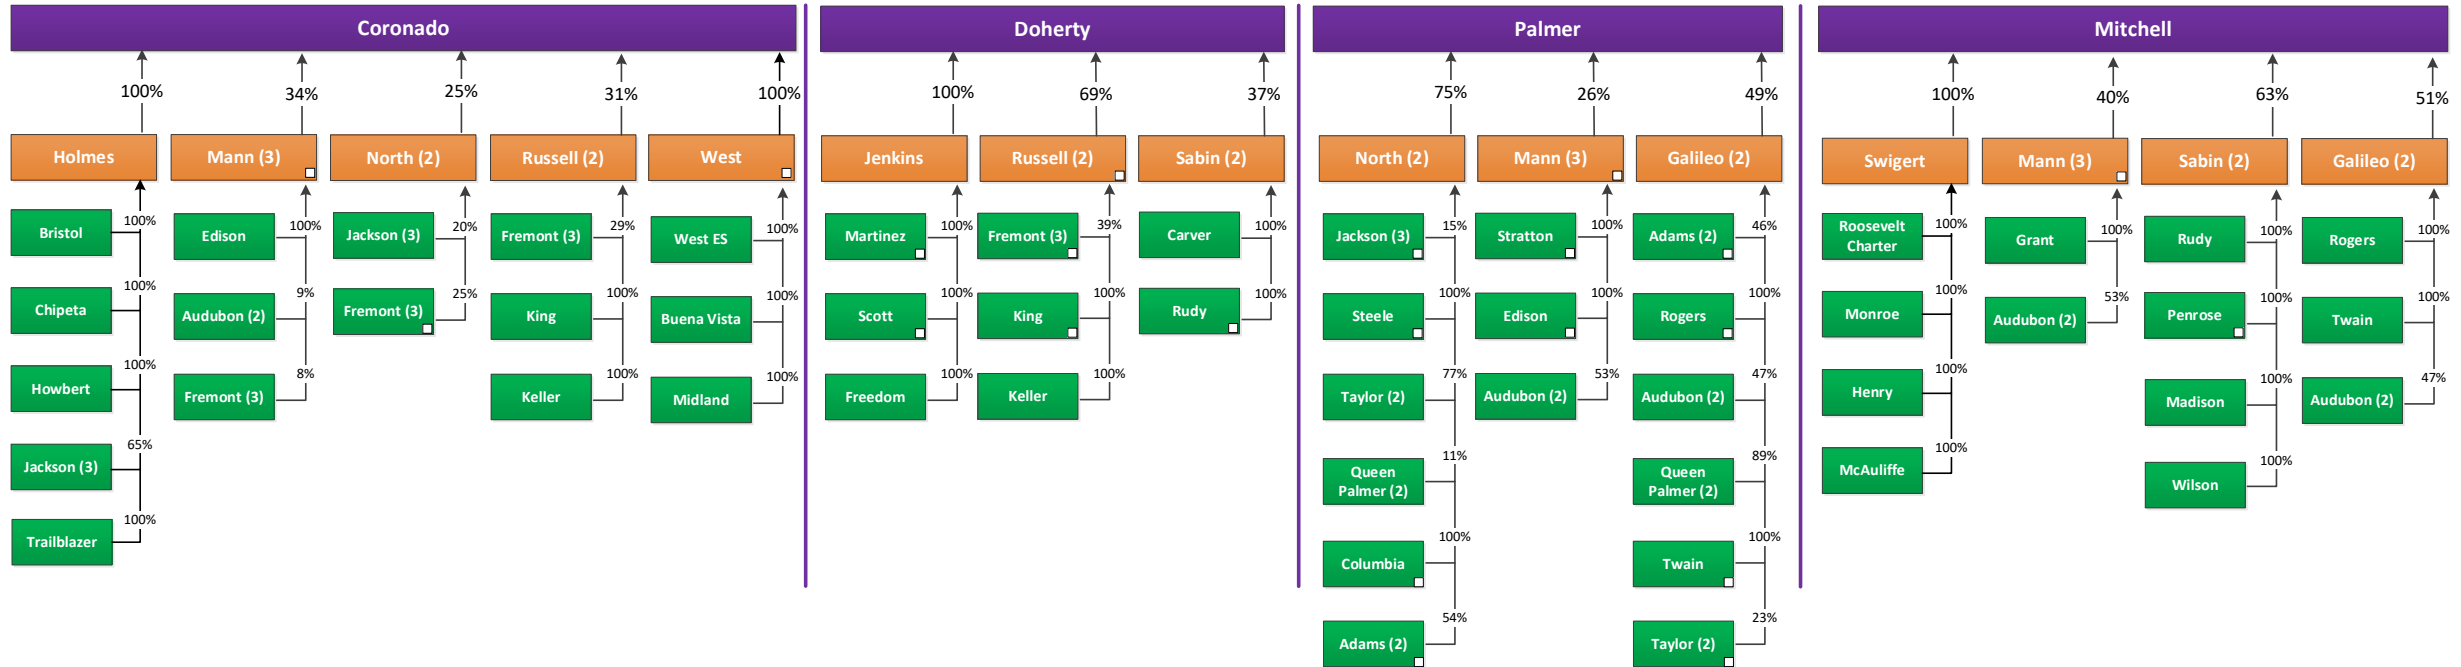 Coronado
100%
34%
25%
31%
100%
Holmes
Mann (3)
North (2)
Russell (2)
West
Bristol
100%
Chipeta
100%
Howbert
100%
Jackson (3)
65%
Trailblazer
100%
Edison
100%
Audubon (2)
9%
Fremont (3)
8%
Jackson (3)
20%
Fremont (3)
25%
Fremont (3)
29%
King
100%
Keller
100%
West ES
100%
Buena Vista
100%
Midland
100%
Doherty
100%
69%
37%
Jenkins
Russell (2)
Sabin (2)
Martinez
100%
Scott
100%
Freedom
100%
Fremont (3)
39%
King
100%
Keller
100%
Carver
100%
Rudy
100%
Palmer
75%
26%
49%
North (2)
Mann (3)
Galileo (2)
Jackson (3)
15%
Steele
100%
Taylor (2)
77%
Queen
Palmer (2)
11%
Columbia
100%
Adams (2)
54%
Stratton
100%
Edison
100%
Audubon (2)
53%
Adams (2)
46%
Rogers
100%
Audubon (2)
47%
Queen
Palmer (2)
89%
Twain
100%
Taylor (2)
23%
Mitchell
100%
40%
63%
51%
Swigert
Mann (3)
Sabin (2)
Galileo (2)
Roosevelt
Charter
100%
Monroe
100%
Henry
100%
McAuliffe
100%
Grant
100%
Audubon (2)
53%
Rudy
100%
Penrose
100%
Madison
100%
Wilson
100%
Rogers
100%
Twain
100%
Audubon (2)
47%